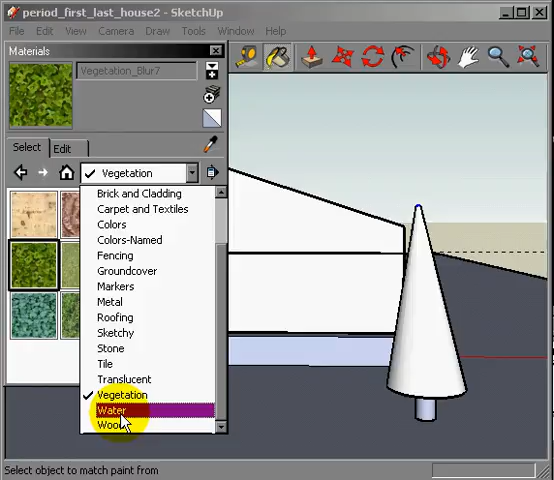 period_first_last_house2 - SketchUp
File Edit View Camera Draw Tools Window Help
Materials
Vegetation_Blur7
Select Edit
Vegetation
Brick and Cladding
Carpet and Textiles
Colors
Colors-Named
Fencing
Groundcover
Markers
Metal
Roofing
Sketchy
Stone
Tile
Translucent
Vegetation
Water
Wood
Select object to match paint from